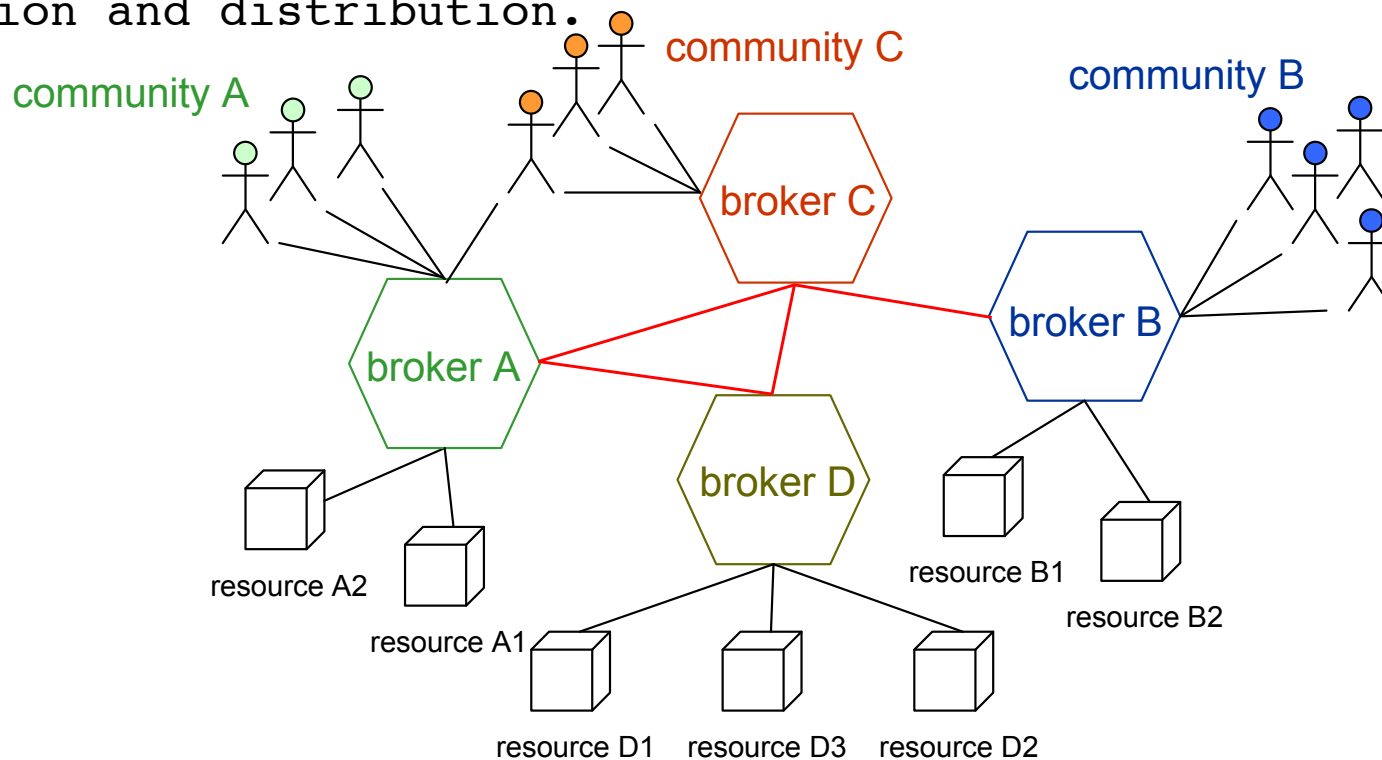 and distribution.
community C
community B
community A
broker C
broker B
broker A
broker D
resource B1
resource A2
resource B2
resource A1
resource D1
resource D3
resource D2